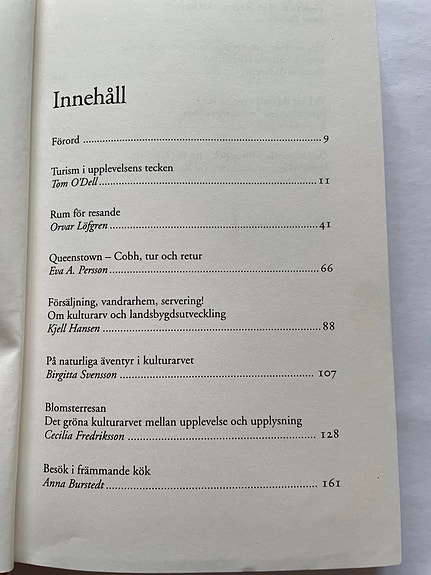 Innehåll
Förord ........................................ 9
Turism i upplevelsens tecken
Tom O'Dell ........................................ 11
Rum för resande
Orvar Löfgren ........................................ 41
Queenstown – Cobh, tur och retur
Eva A. Persson ........................................ 66
Försäljning, vandrarhem, servering!
Om kulturarv och landsbygdsutveckling
Kjell Hansen ........................................ 88
På naturliga äventyr i kulturarvet
Birgitta Svensson ........................................ 107
Blomsterresan
Det gröna kulturarvet mellan upplevelse och upplysning
Cecilia Fredriksson ........................................ 128
Besök i främmande kök
Anna Burstedt ........................................ 161